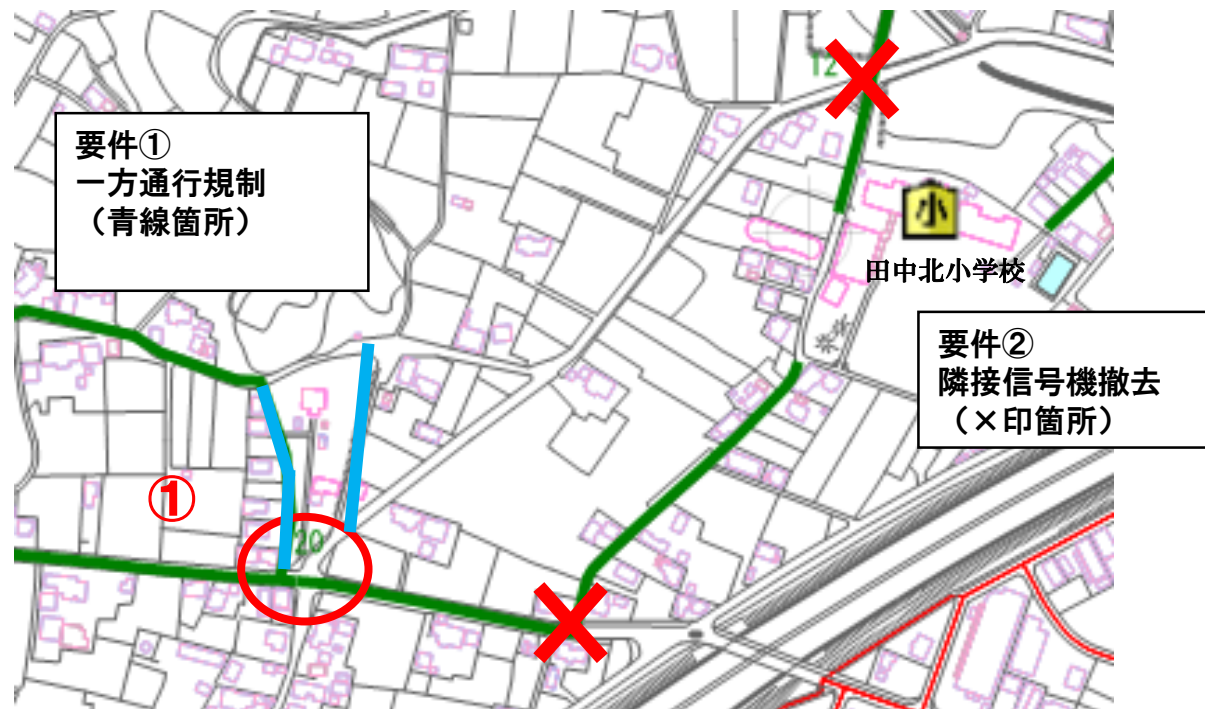 12
要件①
一方通行規制
（青線箇所）
小
田中北小学校
要件②
隣接信号機撤去
（×印箇所）
①
20